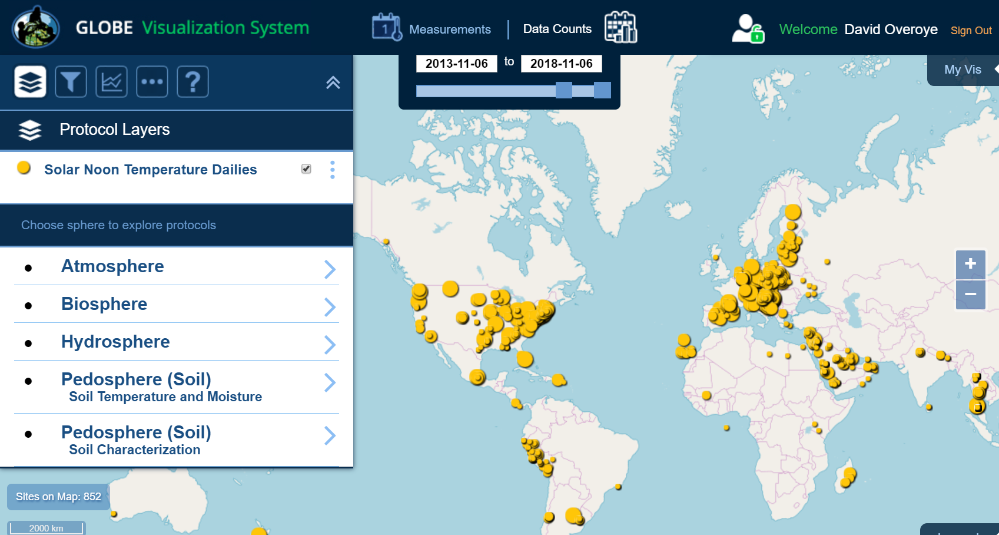 GLOBE Visualization System
1
Measurements
Data Counts
Welcome David Overoye Sign Out
2013-11-06 to 2018-11-06
My Vis
?
Protocol Layers
Solar Noon Temperature Dailies
Choose sphere to explore protocols
Atmosphere
Biosphere
Hydrosphere
Pedosphere (Soil)
Soil Temperature and Moisture
Pedosphere (Soil)
Soil Characterization
+
−
Sites on Map: 852
2000 km